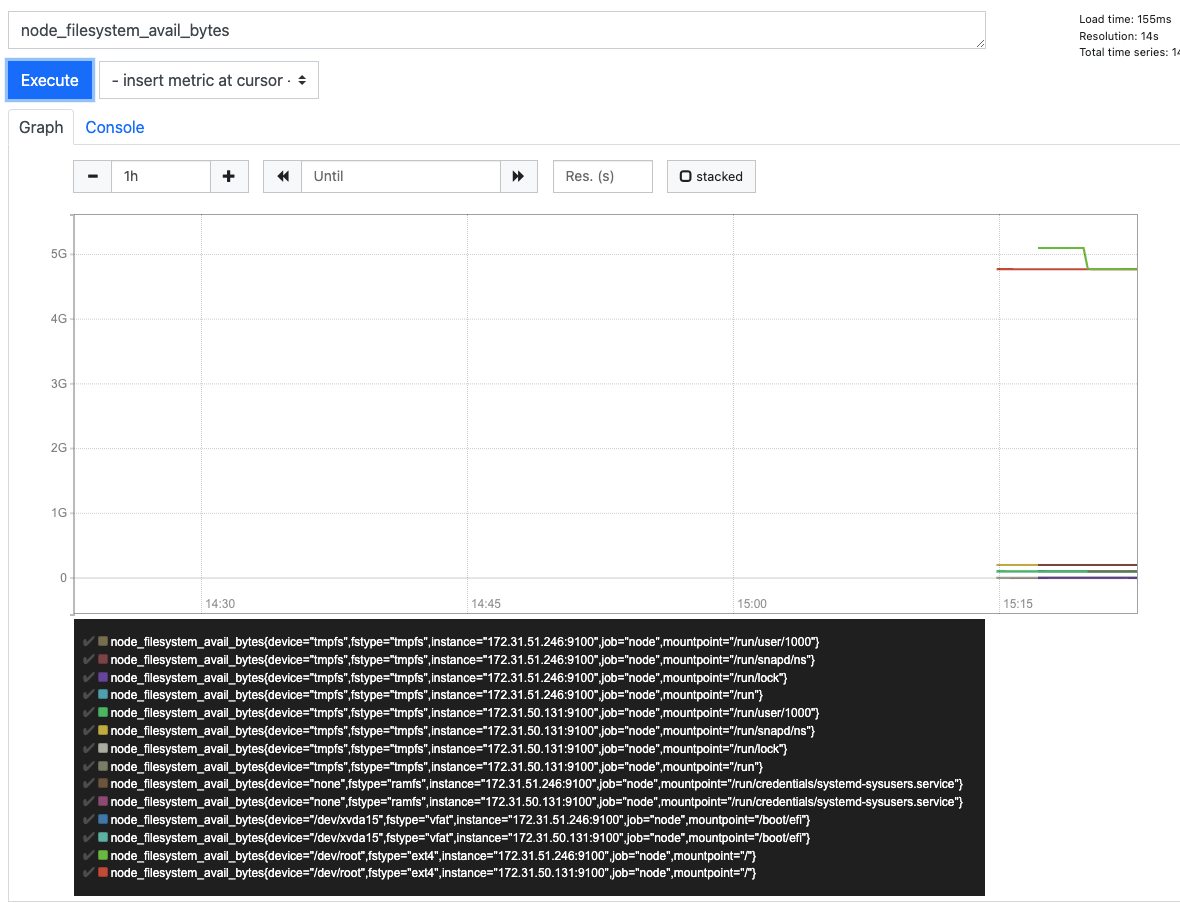 node_filesystem_avail_bytes
Load time: 155ms
Resolution: 14s
Total time series: 14
Execute
- insert metric at cursor -
Graph
Console
1h
Until
Res. (s)
stacked
5G
4G
3G
2G
1G
0
14:30
14:45
15:00
15:15
node_filesystem_avail_bytes{device="tmpfs",fstype="tmpfs",instance="172.31.51.246:9100",job="node",mountpoint="/run/user/1000"}
node_filesystem_avail_bytes{device="tmpfs",fstype="tmpfs",instance="172.31.51.246:9100",job="node",mountpoint="/run/snapd/ns"}
node_filesystem_avail_bytes{device="tmpfs",fstype="tmpfs",instance="172.31.51.246:9100",job="node",mountpoint="/run/lock"}
node_filesystem_avail_bytes{device="tmpfs",fstype="tmpfs",instance="172.31.51.246:9100",job="node",mountpoint="/run"}
node_filesystem_avail_bytes{device="tmpfs",fstype="tmpfs",instance="172.31.50.131:9100",job="node",mountpoint="/run/user/1000"}
node_filesystem_avail_bytes{device="tmpfs",fstype="tmpfs",instance="172.31.50.131:9100",job="node",mountpoint="/run/snapd/ns"}
node_filesystem_avail_bytes{device="tmpfs",fstype="tmpfs",instance="172.31.50.131:9100",job="node",mountpoint="/run/lock"}
node_filesystem_avail_bytes{device="tmpfs",fstype="tmpfs",instance="172.31.50.131:9100",job="node",mountpoint="/run"}
node_filesystem_avail_bytes{device="none",fstype="ramfs",instance="172.31.51.246:9100",job="node",mountpoint="/run/credentials/systemd-sysusers.service"}
node_filesystem_avail_bytes{device="none",fstype="ramfs",instance="172.31.50.131:9100",job="node",mountpoint="/run/credentials/systemd-sysusers.service"}
node_filesystem_avail_bytes{device="/dev/xvda15",fstype="vfat",instance="172.31.51.246:9100",job="node",mountpoint="/boot/efi"}
node_filesystem_avail_bytes{device="/dev/xvda15",fstype="vfat",instance="172.31.50.131:9100",job="node",mountpoint="/boot/efi"}
node_filesystem_avail_bytes{device="/dev/root",fstype="ext4",instance="172.31.51.246:9100",job="node",mountpoint="/"}
node_filesystem_avail_bytes{device="/dev/root",fstype="ext4",instance="172.31.50.131:9100",job="node",mountpoint="/"}